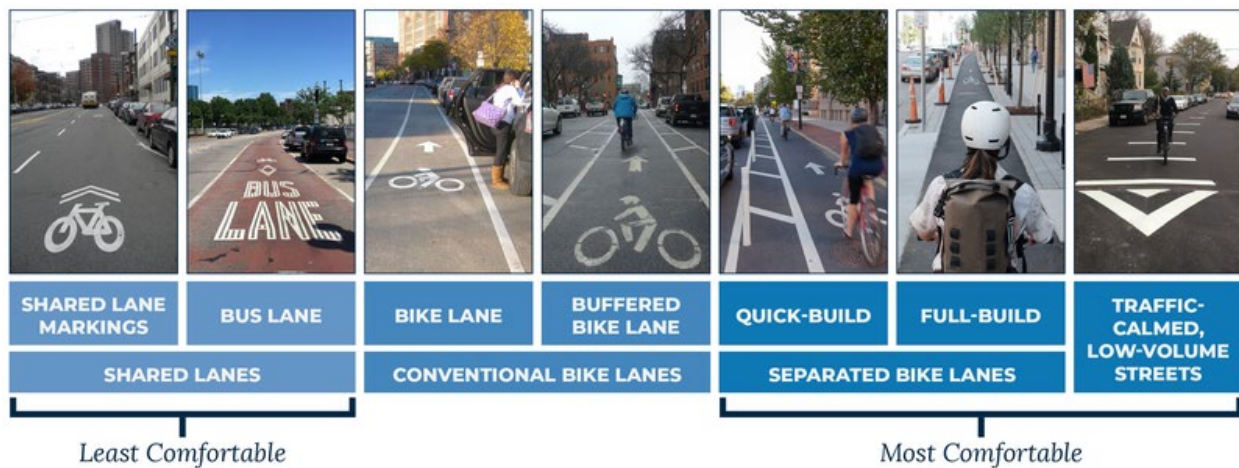 BUS
LANE
SHARED LANE
MARKINGS
BUS LANE
BIKE LANE
BUFFERED
BIKE LANE
QUICK-BUILD
FULL-BUILD
TRAFFIC-
CALMED,
LOW-VOLUME
STREETS
SHARED LANES
CONVENTIONAL BIKE LANES
SEPARATED BIKE LANES
Least Comfortable
Most Comfortable